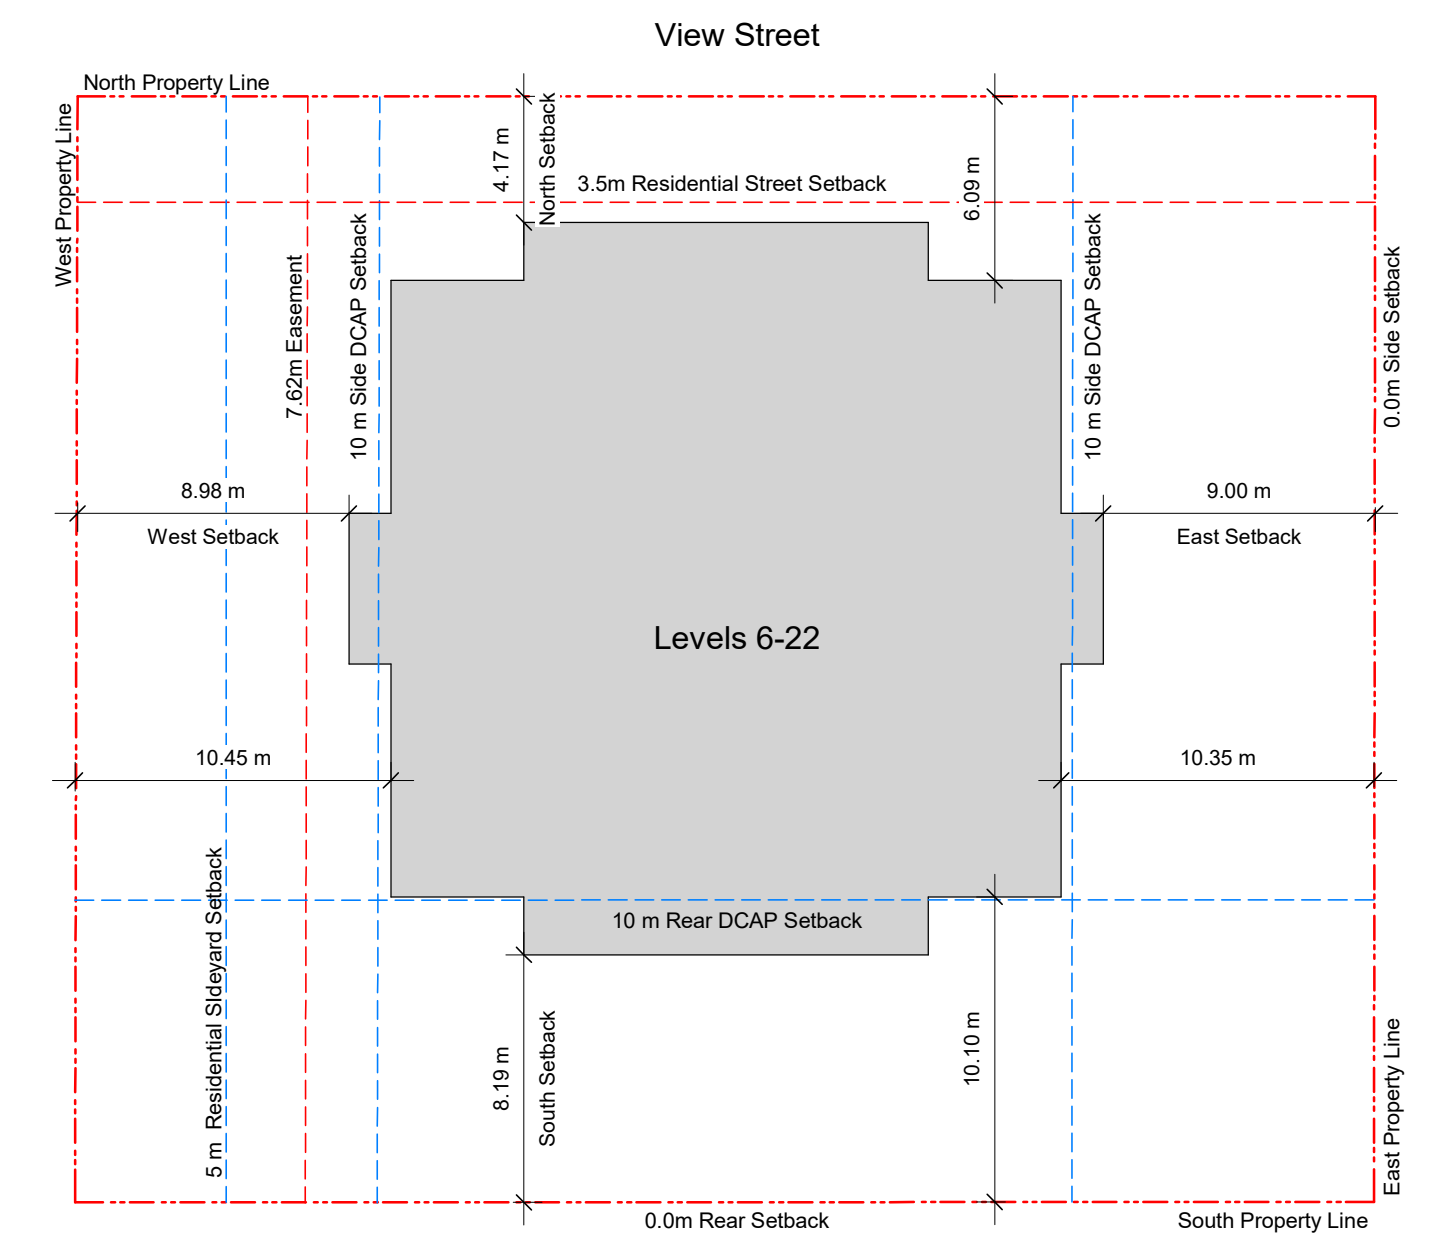 View Street
North Property Line
West Property Line
4.17 m
North Setback
3.5m Residential Street Setback
6.09 m
7.62m Easement
10 m Side DCAP Setback
10 m Side DCAP Setback
0.0m Side Setback
8.98 m
West Setback
9.00 m
East Setback
Levels 6-22
10.45 m
10.35 m
5 m Residential SIdeyard Setback
10 m Rear DCAP Setback
8.19 m
South Setback
10.10 m
East Property Line
0.0m Rear Setback
South Property Line